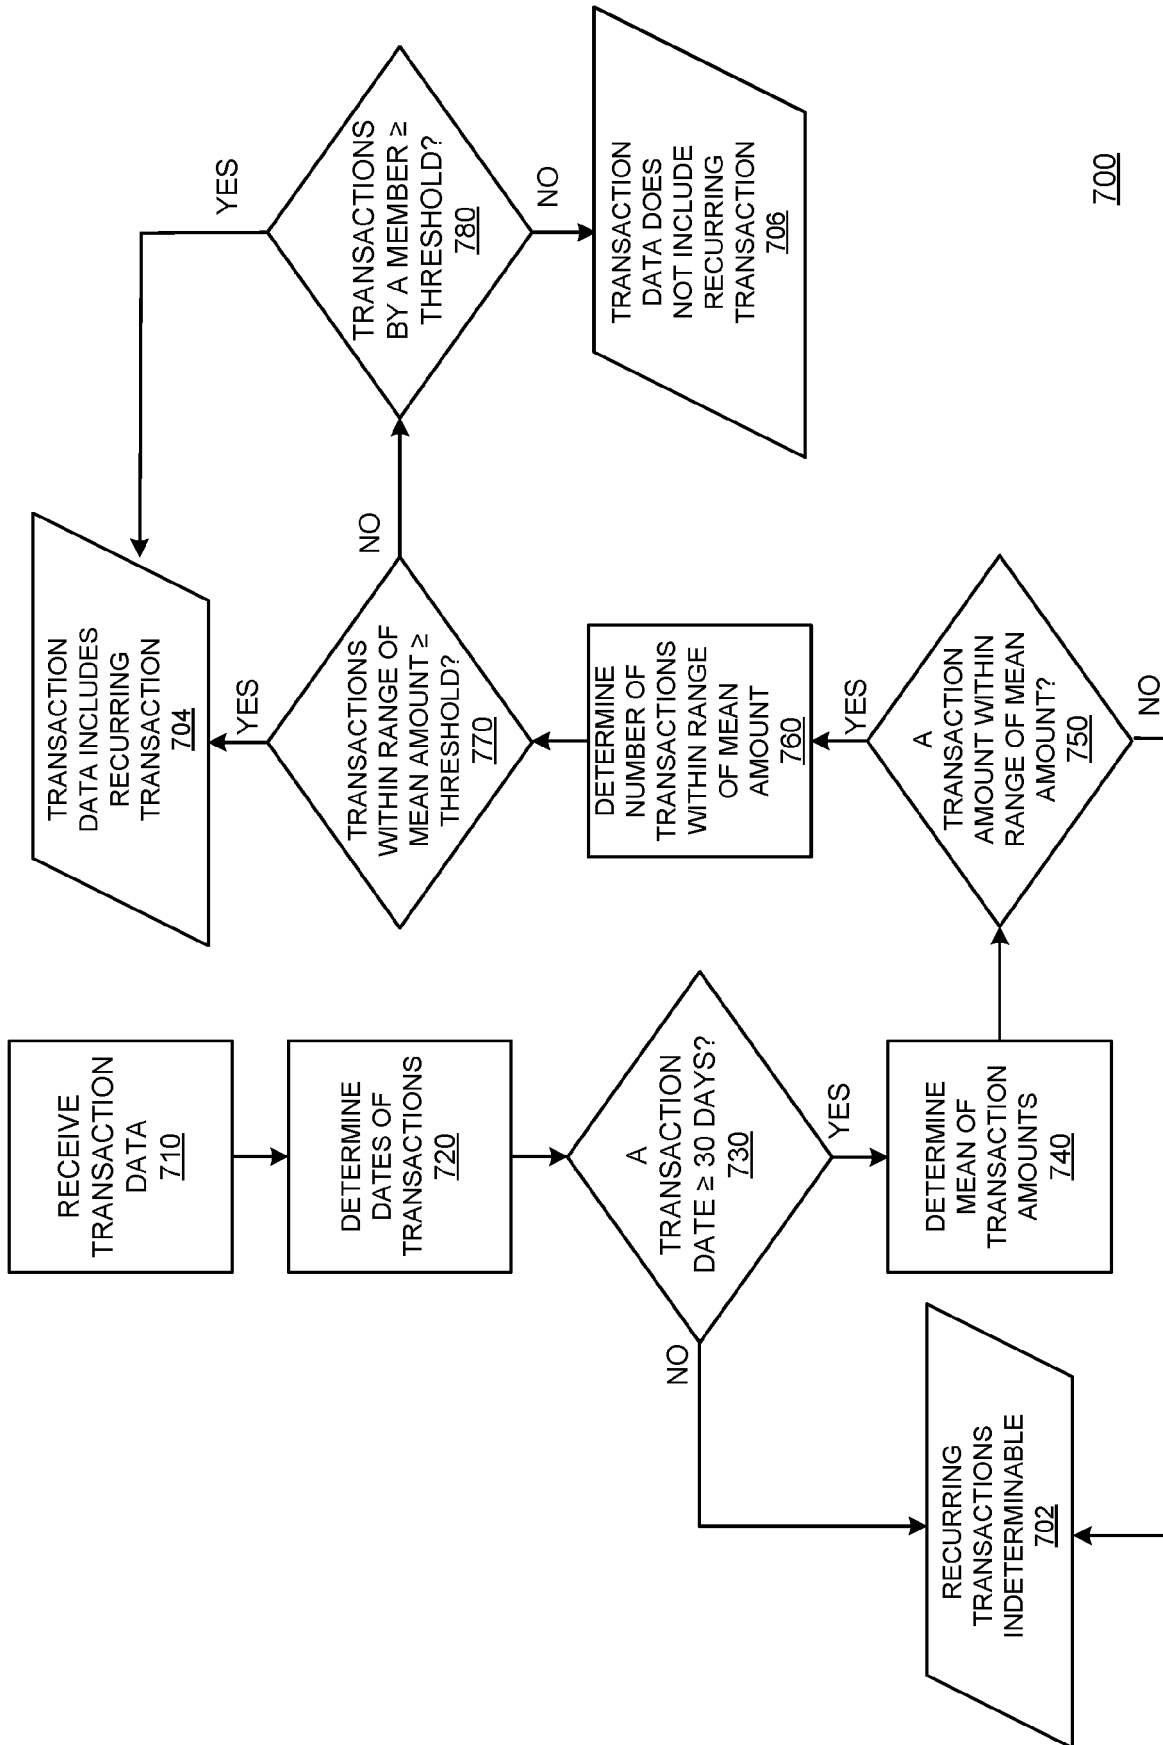 RECEIVE
TRANSACTION
DATA
710
DETERMINE
DATES OF
TRANSACTIONS
720
A
TRANSACTION
DATE ≥ 30 DAYS?
730
NO
YES
RECURRING
TRANSACTIONS
INDETERMINABLE
702
DETERMINE
MEAN OF
TRANSACTION
AMOUNTS
740
A
TRANSACTION
AMOUNT WITHIN
RANGE OF MEAN
AMOUNT?
750
NO
YES
DETERMINE
NUMBER OF
TRANSACTIONS
WITHIN RANGE
OF MEAN
AMOUNT
760
TRANSACTIONS
WITHIN RANGE OF
MEAN AMOUNT ≥
THRESHOLD?
770
YES
NO
TRANSACTION
DATA INCLUDES
RECURRING
TRANSACTION
704
TRANSACTIONS
BY A MEMBER ≥
THRESHOLD?
780
YES
NO
TRANSACTION
DATA DOES
NOT INCLUDE
RECURRING
TRANSACTION
706
700